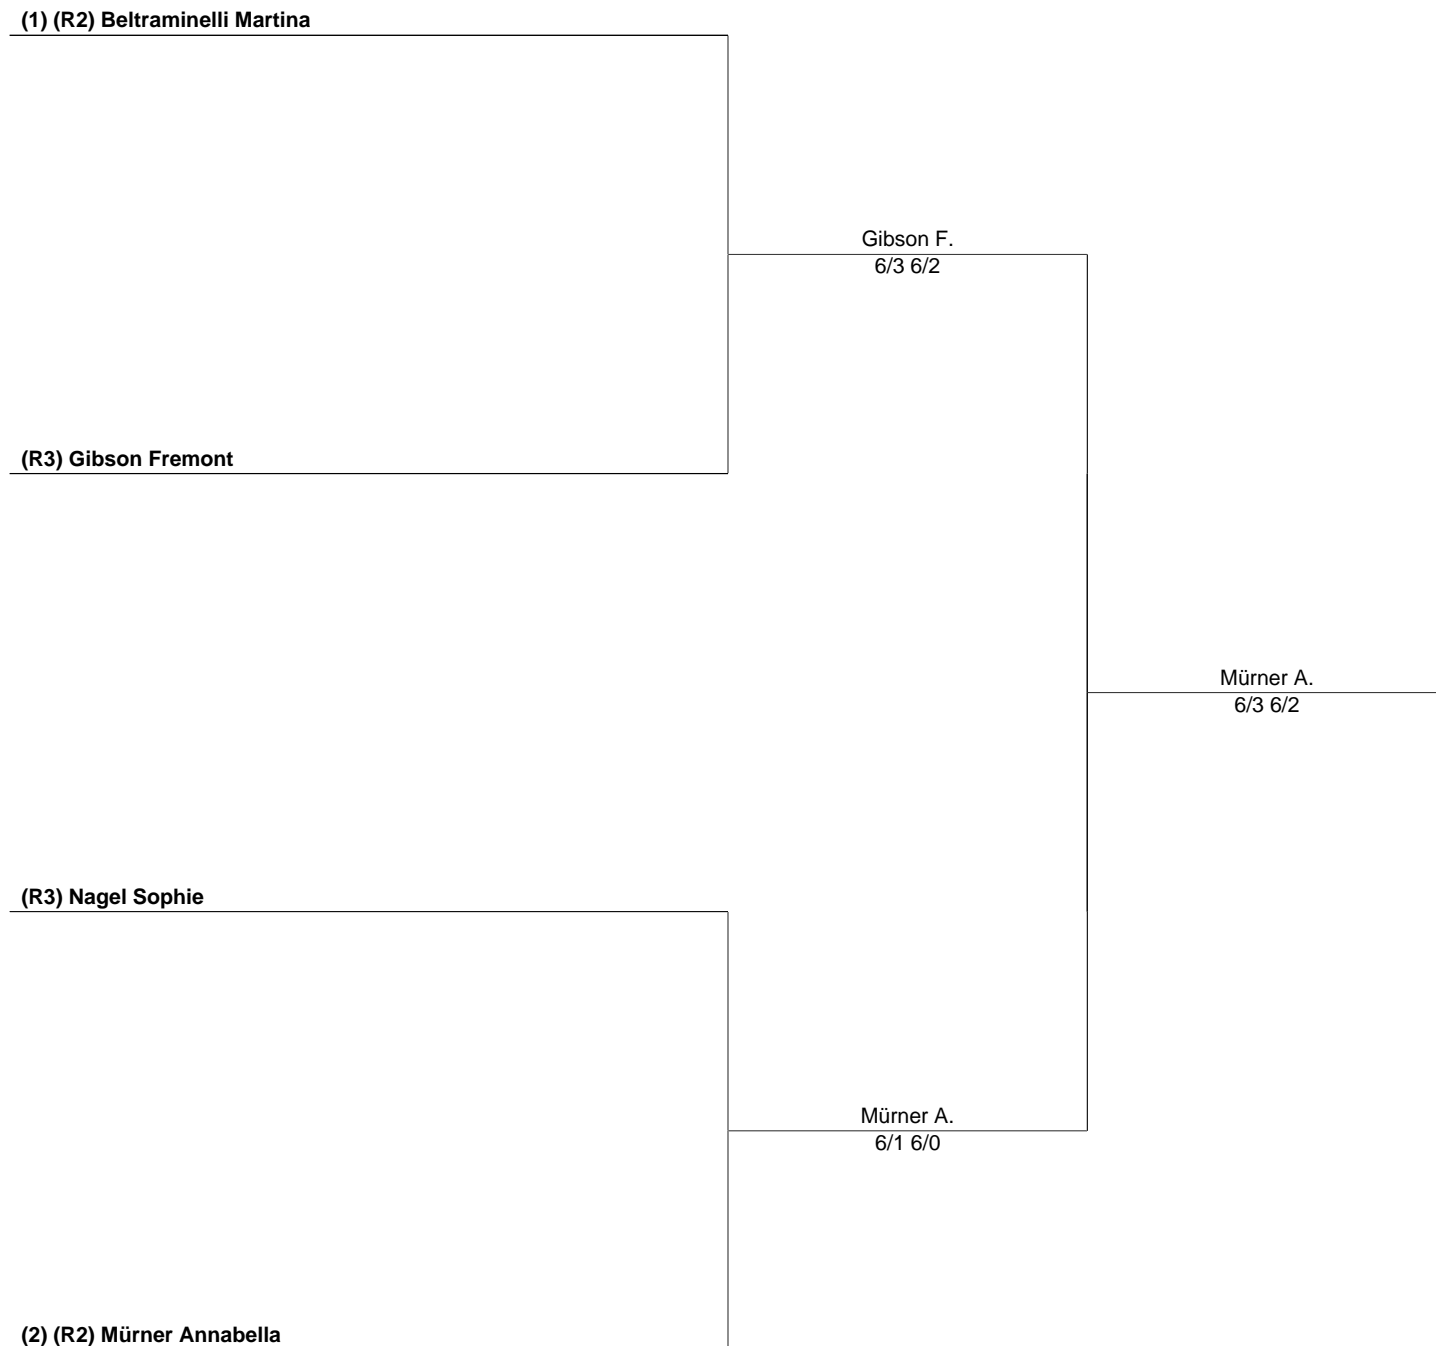 (1) (R2) Beltraminelli Martina
Gibson F.
6/3 6/2
(R3) Gibson Fremont
Mürner A.
6/3 6/2
(R3) Nagel Sophie
Mürner A.
6/1 6/0
(2) (R2) Mürner Annabella